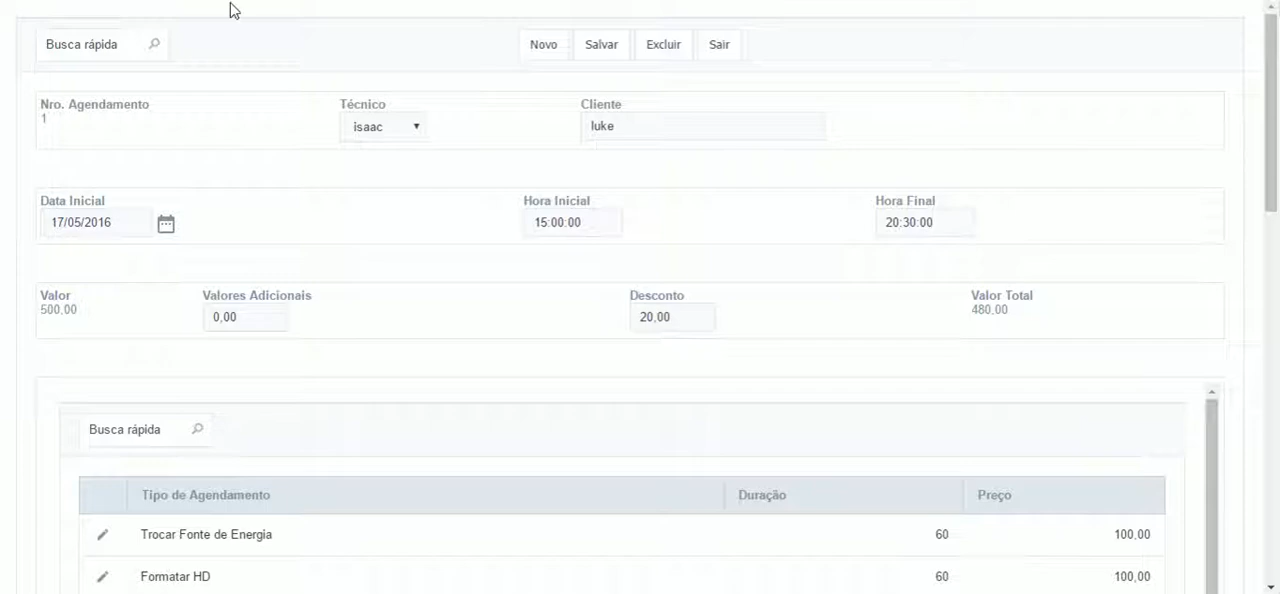 Busca rápida Novo Salvar Excluir Sair
Nro. Agendamento Técnico Cliente
1 isaac luke
Data Inicial Hora Inicial Hora Final
17/05/2016 15:00:00 20:30:00
Valor Valores Adicionais Desconto Valor Total
500,00 0,00 20,00 480,00
Busca rápida
Tipo de Agendamento Duração Preço
Trocar Fonte de Energia 60 100,00
Formatar HD 60 100,00